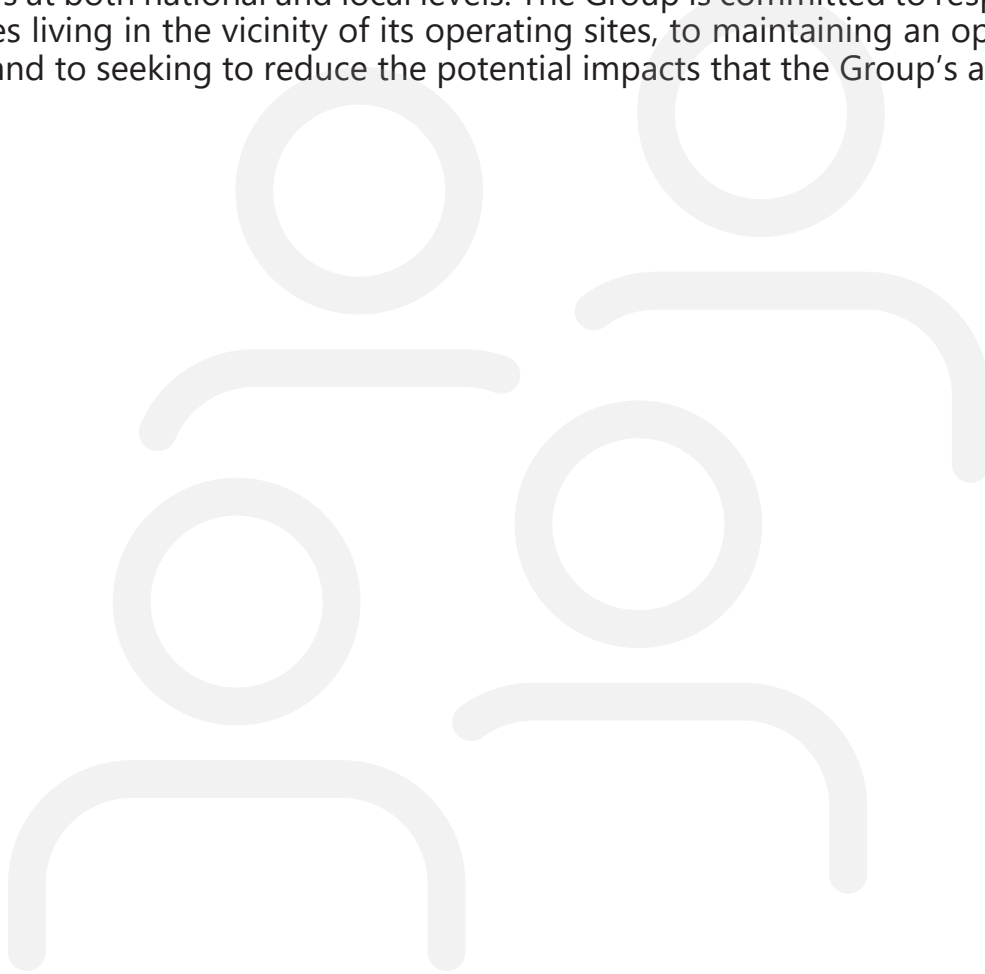 s at both national and local levels. The Group is committed to resp
es living in the vicinity of its operating sites, to maintaining an op
and to seeking to reduce the potential impacts that the Group's a